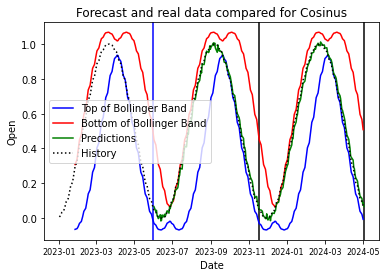 Forecast and real data compared for Cosinus
1.0
0.8
0.6
0.4
0.2
0.0
Open
Top of Bollinger Band
Bottom of Bollinger Band
Predictions
History
2023-01 2023-03 2023-05 2023-07 2023-09 2023-11 2024-01 2024-03 2024-05
Date